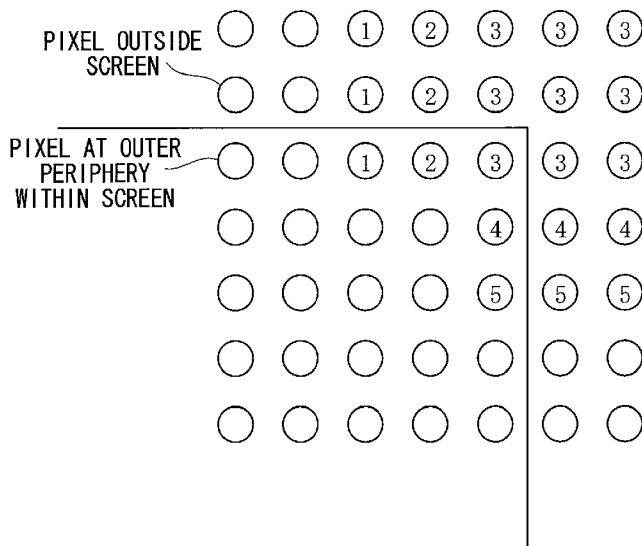 1 2 3 3 3
PIXEL OUTSIDE
SCREEN
1 2 3 3 3
PIXEL AT OUTER
PERIPHERY
WITHIN SCREEN
1 2 3 3 3
4 4 4
5 5 5